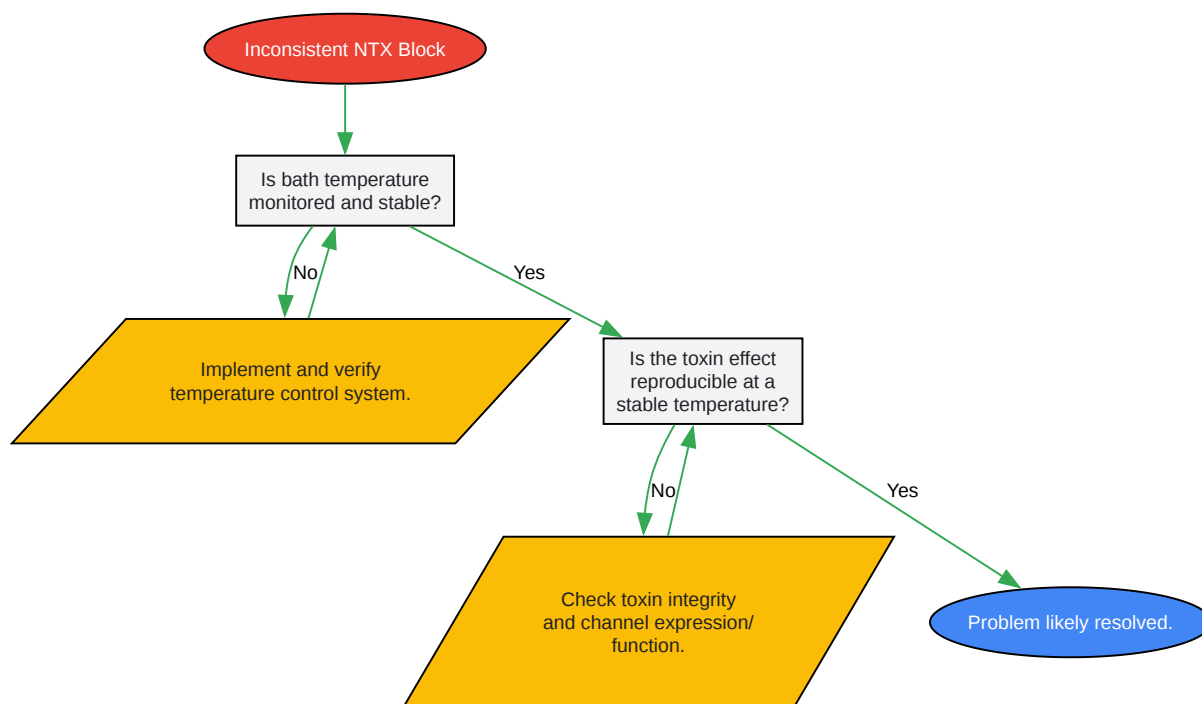 Inconsistent NTX Block
Is bath temperature
monitored and stable?
No
Yes
Implement and verify
temperature control system.
Is the toxin effect
reproducible at a
stable temperature?
No
Yes
Check toxin integrity
and channel expression/
function.
Problem likely resolved.